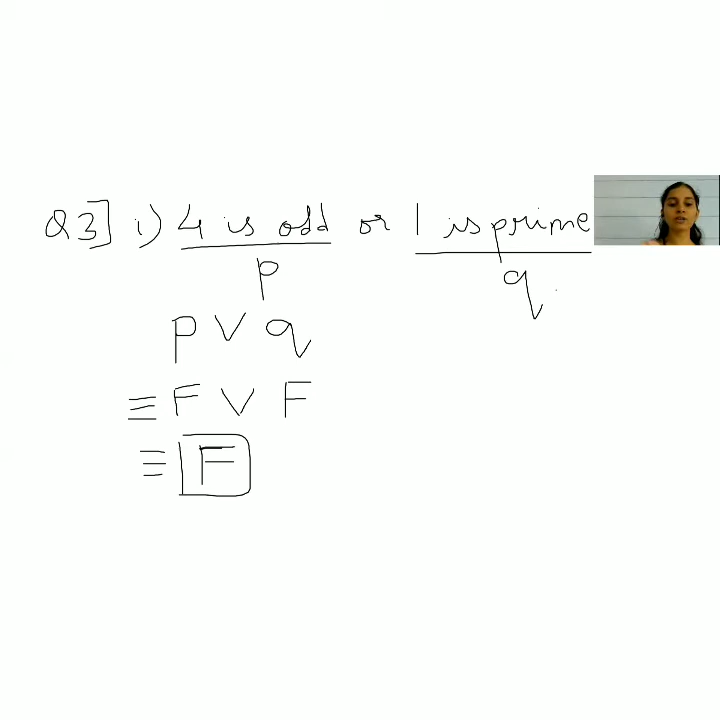 Q3] i) 4 is odd or 1 is prime
p q
p ∨ q
≡ F ∨ F
≡ F